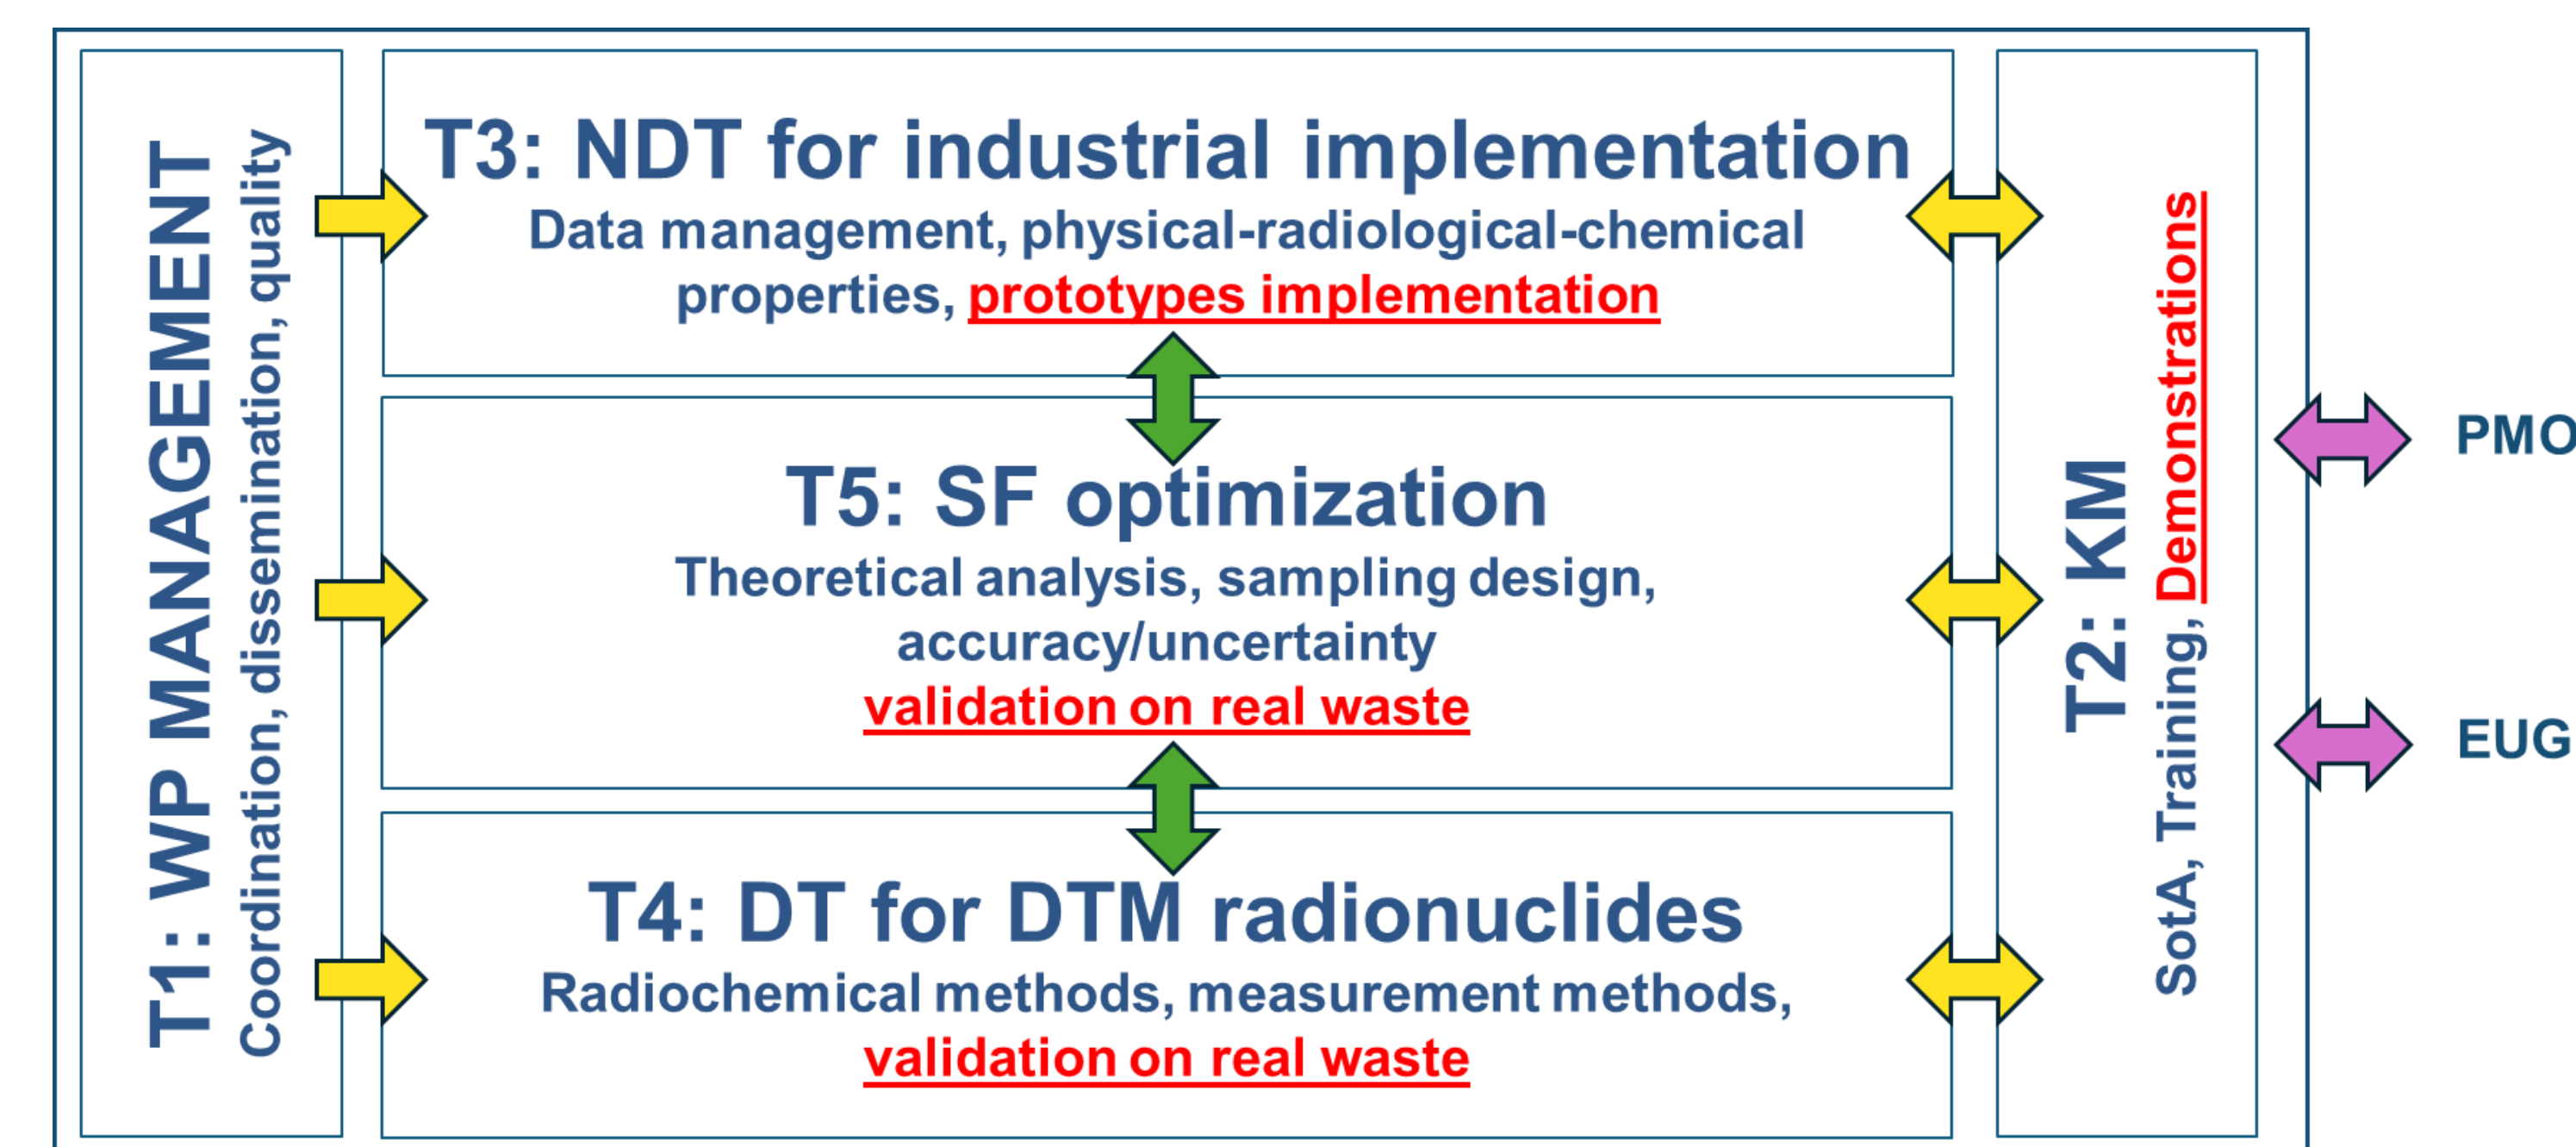 T1: WP MANAGEMENT
Coordination, dissemination, quality
T3: NDT for industrial implementation
Data management, physical-radiological-chemical
properties, prototypes implementation
T5: SF optimization
Theoretical analysis, sampling design,
accuracy/uncertainty
validation on real waste
T4: DT for DTM radionuclides
Radiochemical methods, measurement methods,
validation on real waste
T2: KM
SotA, Training, Demonstrations
PMO
EUG